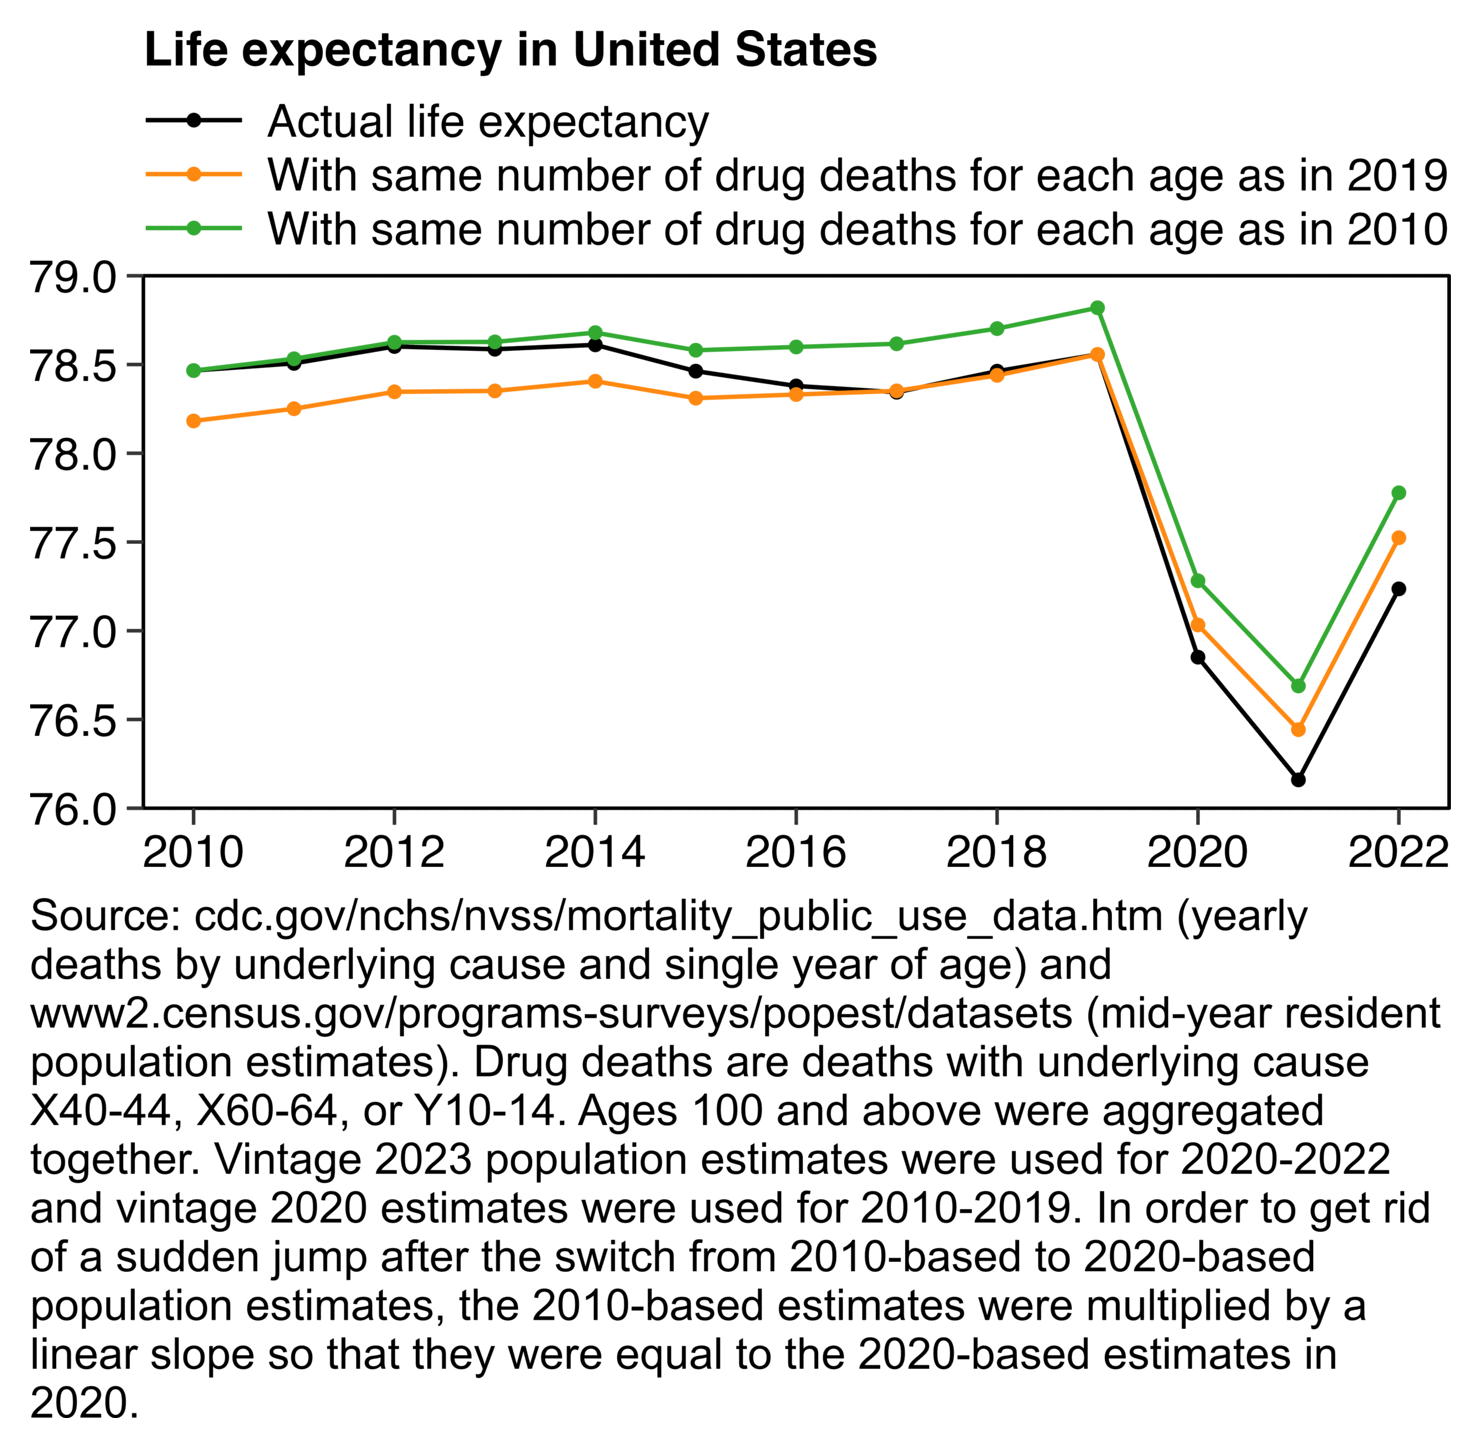 Life expectancy in United States
Actual life expectancy
With same number of drug deaths for each age as in 2019
With same number of drug deaths for each age as in 2010
79.0
78.5
78.0
77.5
77.0
76.5
76.0
2010 2012 2014 2016 2018 2020 2022
Source: cdc.gov/nchs/nvss/mortality_public_use_data.htm (yearly
deaths by underlying cause and single year of age) and
www2.census.gov/programs-surveys/popest/datasets (mid-year resident
population estimates). Drug deaths are deaths with underlying cause
X40-44, X60-64, or Y10-14. Ages 100 and above were aggregated
together. Vintage 2023 population estimates were used for 2020-2022
and vintage 2020 estimates were used for 2010-2019. In order to get rid
of a sudden jump after the switch from 2010-based to 2020-based
population estimates, the 2010-based estimates were multiplied by a
linear slope so that they were equal to the 2020-based estimates in
2020.